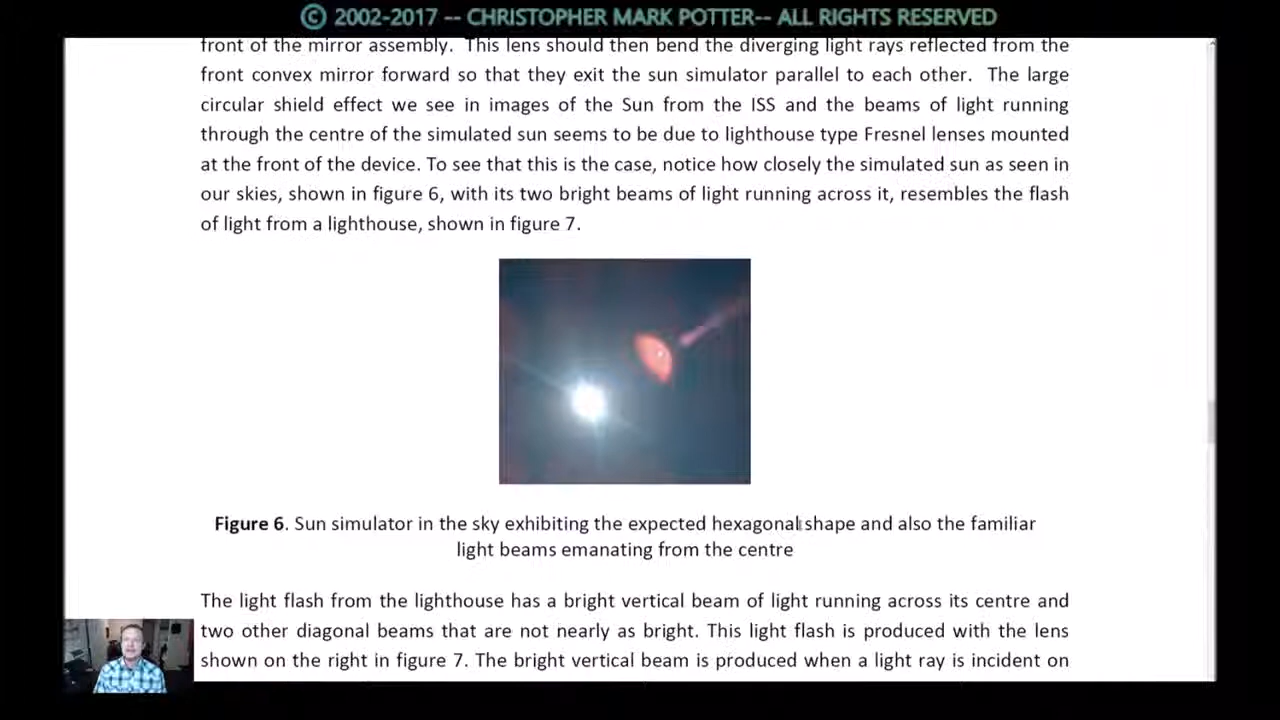 © 2002-2017 -- CHRISTOPHER MARK POTTER-- ALL RIGHTS RESERVED
front of the mirror assembly. This lens should then bend the diverging light rays reflected from the
front convex mirror forward so that they exit the sun simulator parallel to each other. The large
circular shield effect we see in images of the Sun from the ISS and the beams of light running
through the centre of the simulated sun seems to be due to lighthouse type Fresnel lenses mounted
at the front of the device. To see that this is the case, notice how closely the simulated sun as seen in
our skies, shown in figure 6, with its two bright beams of light running across it, resembles the flash
of light from a lighthouse, shown in figure 7.
Figure 6. Sun simulator in the sky exhibiting the expected hexagonal shape and also the familiar
light beams emanating from the centre
The light flash from the lighthouse has a bright vertical beam of light running across its centre and
two other diagonal beams that are not nearly as bright. This light flash is produced with the lens
shown on the right in figure 7. The bright vertical beam is produced when a light ray is incident on